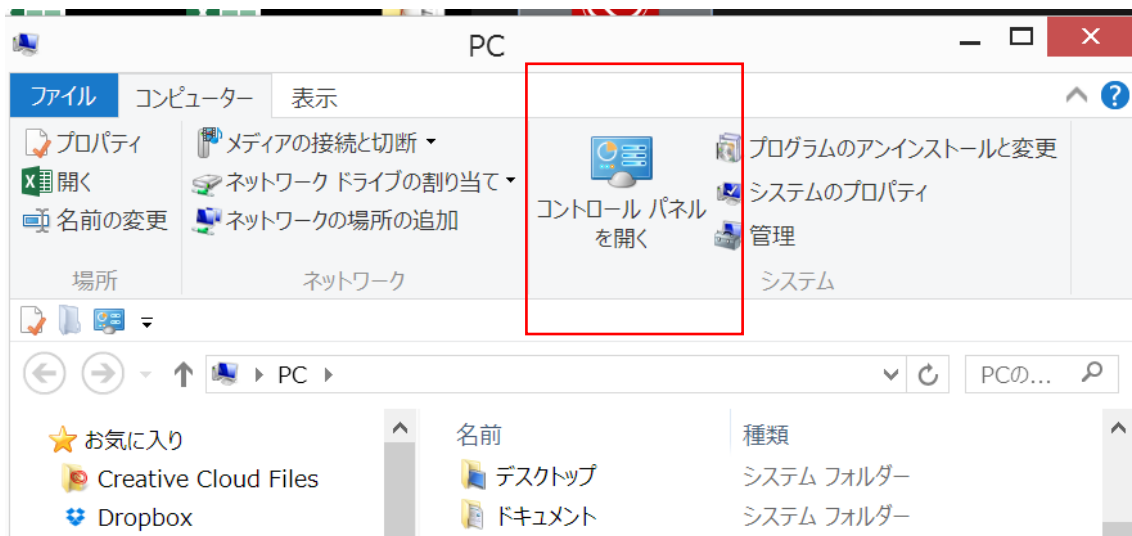 PC
ファイル コンピューター 表示
プロパティ
開く
名前の変更
場所
メディアの接続と切断
ネットワーク ドライブの割り当て
ネットワークの場所の追加
ネットワーク
コントロール パネル
を開く
プログラムのアンインストールと変更
システムのプロパティ
管理
システム
PC
PCの...
お気に入り
Creative Cloud Files
Dropbox
名前 種類
デスクトップ システム フォルダー
ドキュメント システム フォルダー